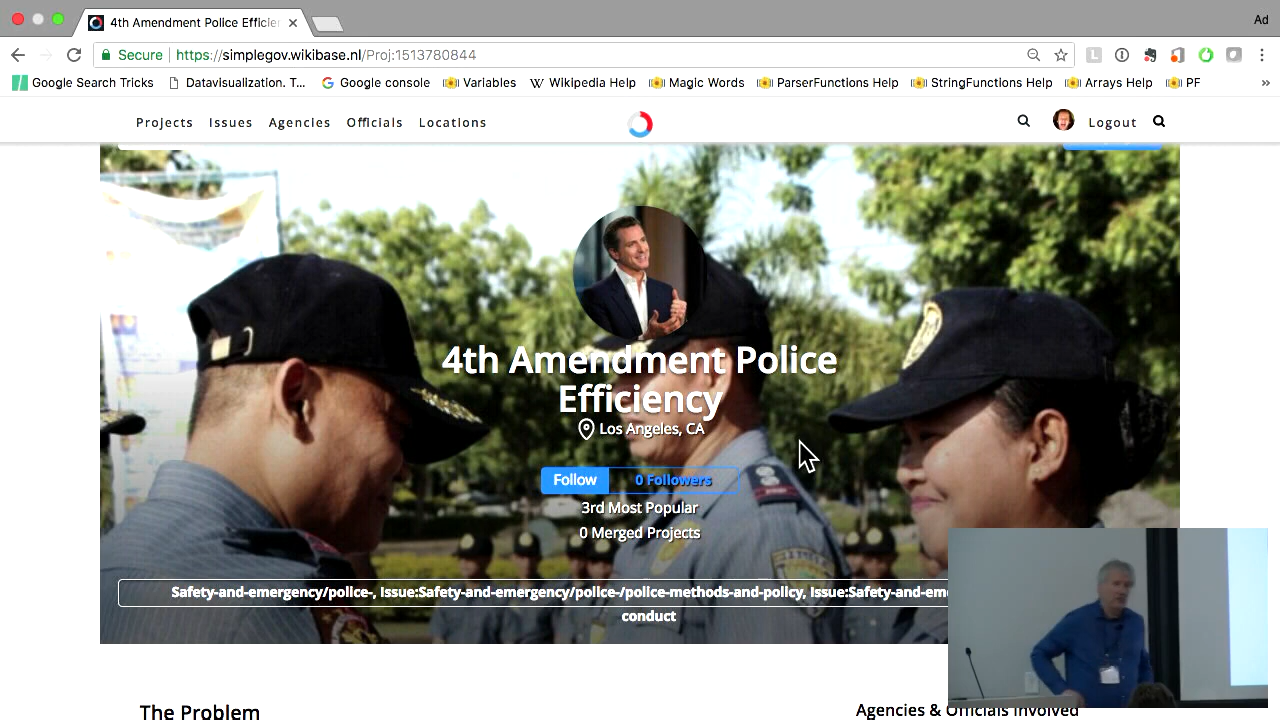 4th Amendment Police Efficien
Ad
Secure https://simplegov.wikibase.nl/Proj:1513780844
Google Search Tricks Datavisualization. T... Google console Variables Wikipedia Help Magic Words ParserFunctions Help StringFunctions Help Arrays Help PF
Projects Issues Agencies Officials Locations Logout
4th Amendment Police
Efficiency
Los Angeles, CA
Follow 0 Followers
3rd Most Popular
0 Merged Projects
Safety-and-emergency/police-, Issue:Safety-and-emergency/police-/police-methods-and-policy, Issue:Safety-and-eme
conduct
The Problem
Agencies & Officials Involved